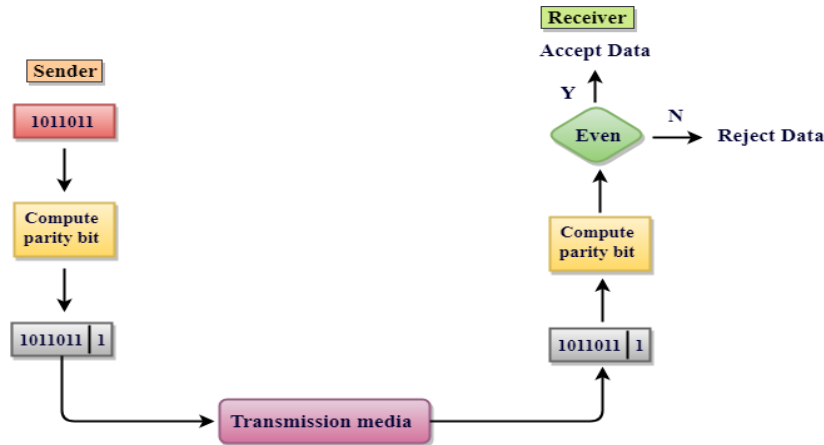 Sender
1011011
Compute
parity bit
1011011 | 1
Transmission media
1011011 | 1
Compute
parity bit
Even
Y
N
Accept Data
Reject Data
Receiver